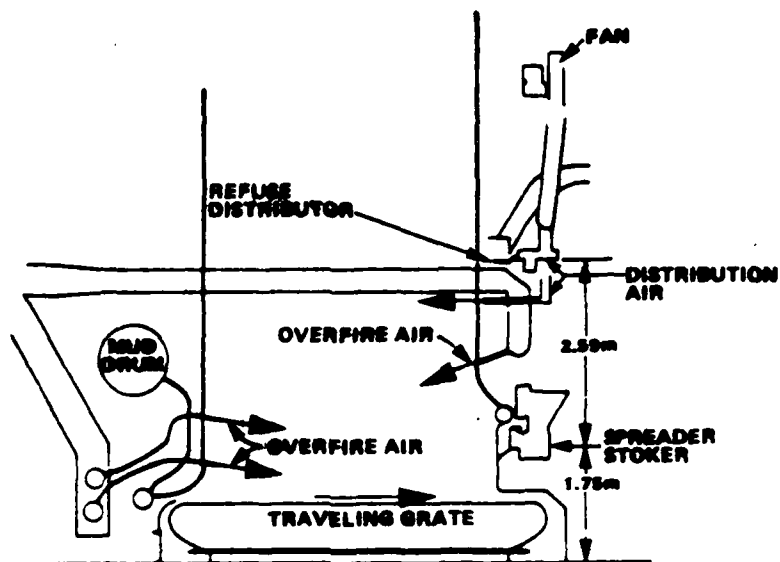 FAN
REFUSE
DISTRIBUTOR
DISTRIBUTION
AIR
OVERFIRE AIR
2.59m
MUD
DRUM
OVERFIRE AIR
SPREADER
STOKER
1.75m
TRAVELING GRATE